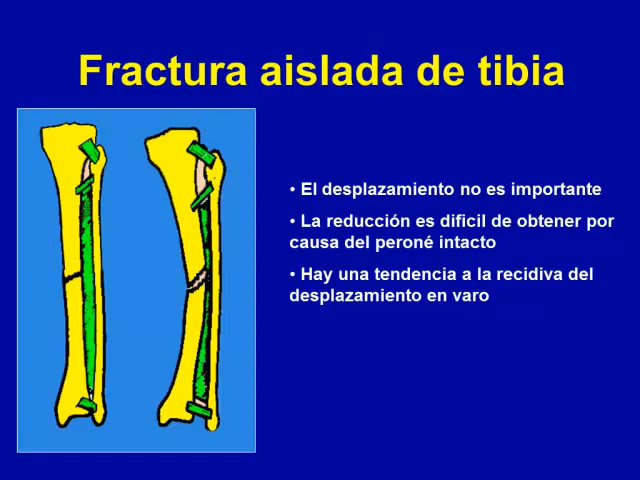 Fractura aislada de tibia
• El desplazamiento no es importante
• La reducción es dificil de obtener por
causa del peroné intacto
• Hay una tendencia a la recidiva del
desplazamiento en varo